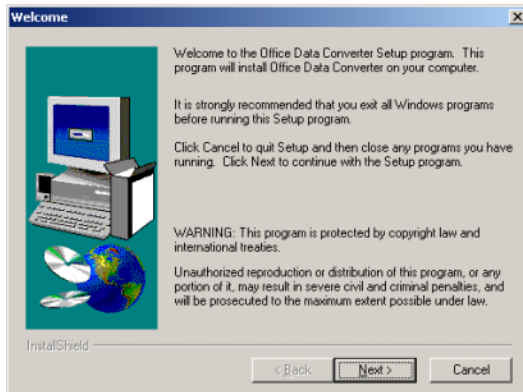 Welcome
Welcome to the Office Data Converter Setup program. This
program will install Office Data Converter on your computer.
It is strongly recommended that you exit all Windows programs
before running this Setup program.
Click Cancel to quit Setup and then close any programs you have
running. Click Next to continue with the Setup program.
WARNING: This program is protected by copyright law and
international treaties.
Unauthorized reproduction or distribution of this program, or any
portion of it, may result in severe civil and criminal penalties, and
will be prosecuted to the maximum extent possible under law.
InstallShield
< Back Next > Cancel